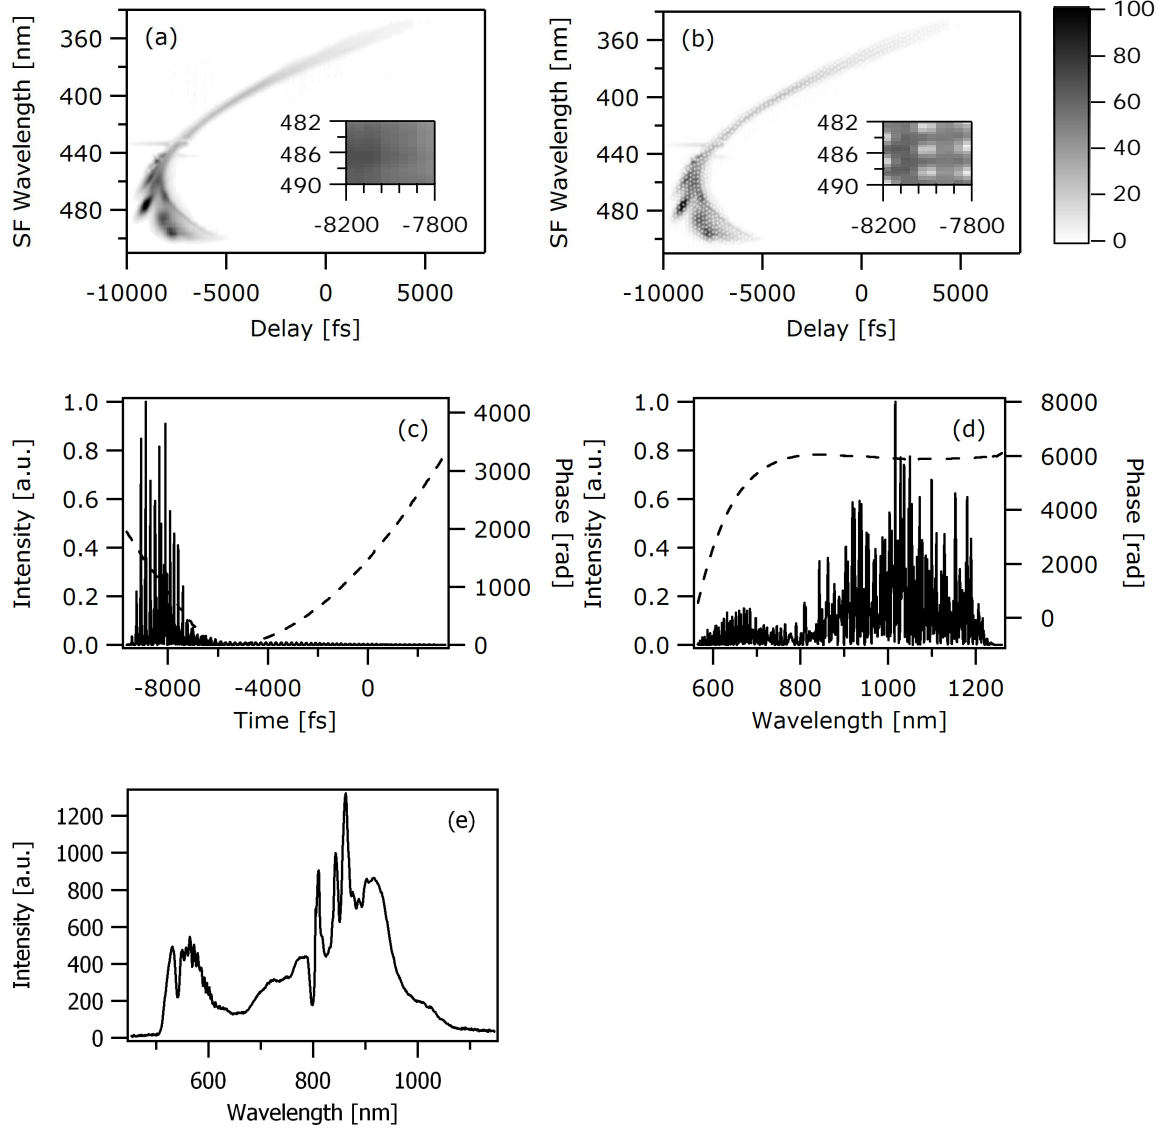 (a)
SF Wavelength [nm]
360
400
440
480
482
486
490
-8200 -7800
-10000 -5000 0 5000
Delay [fs]
(b)
SF Wavelength [nm]
360
400
440
480
482
486
490
-8200 -7800
-10000 -5000 0 5000
Delay [fs]
100
80
60
40
20
0
(c)
Intensity [a.u.]
1.0
0.8
0.6
0.4
0.2
0.0
4000
3000
2000
1000
0
Phase [rad]
-8000 -4000 0
Time [fs]
(d)
Intensity [a.u.]
1.0
0.8
0.6
0.4
0.2
0.0
8000
6000
4000
2000
0
Phase [rad]
600 800 1000 1200
Wavelength [nm]
(e)
Intensity [a.u.]
1200
1000
800
600
400
200
0
600 800 1000
Wavelength [nm]